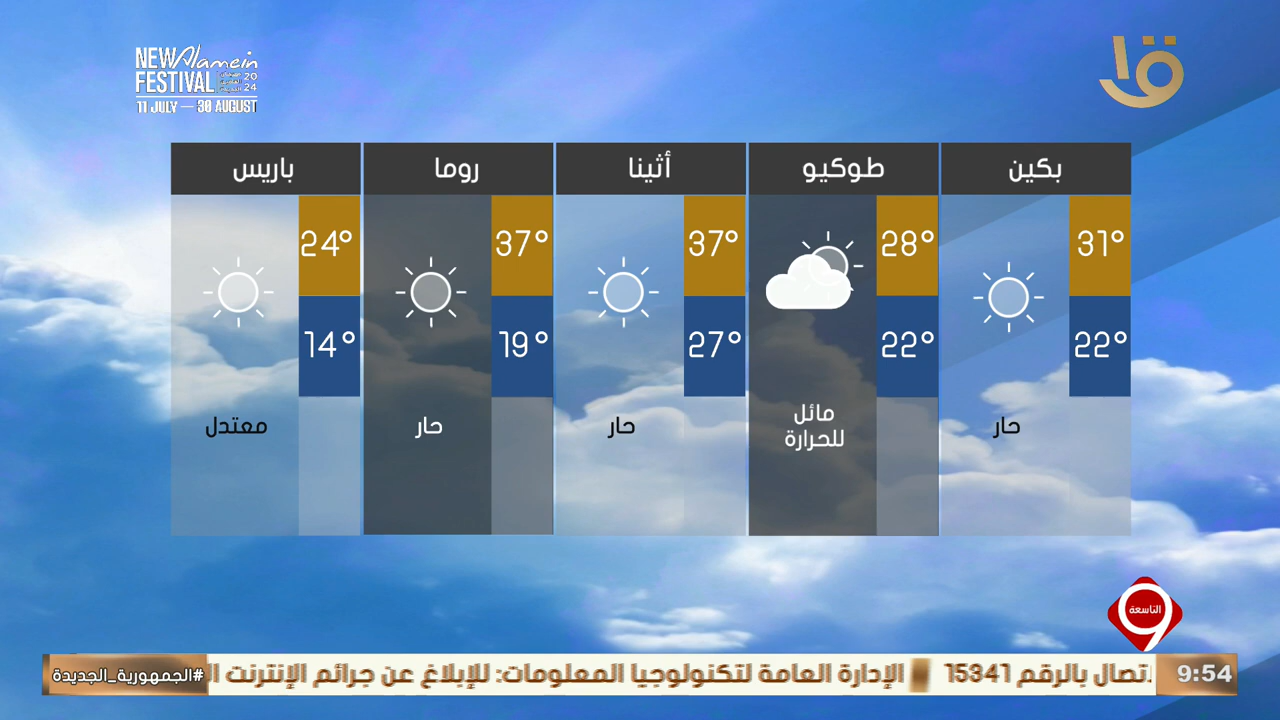 NEW Alamein
FESTIVAL 20
24
11 JULY — 30 AUGUST
بكين
31°
22°
حار
طوكيو
28°
22°
مائل
للحرارة
أثينا
37°
27°
حار
روما
37°
19°
حار
باريس
24°
14°
معتدل
9 التاسعة
9:54
تصال بالرقم 15341 الإدارة العامة لتكنولوجيا المعلومات: للإبلاغ عن جرائم الإنترنت
#الجمهورية_الجديدة